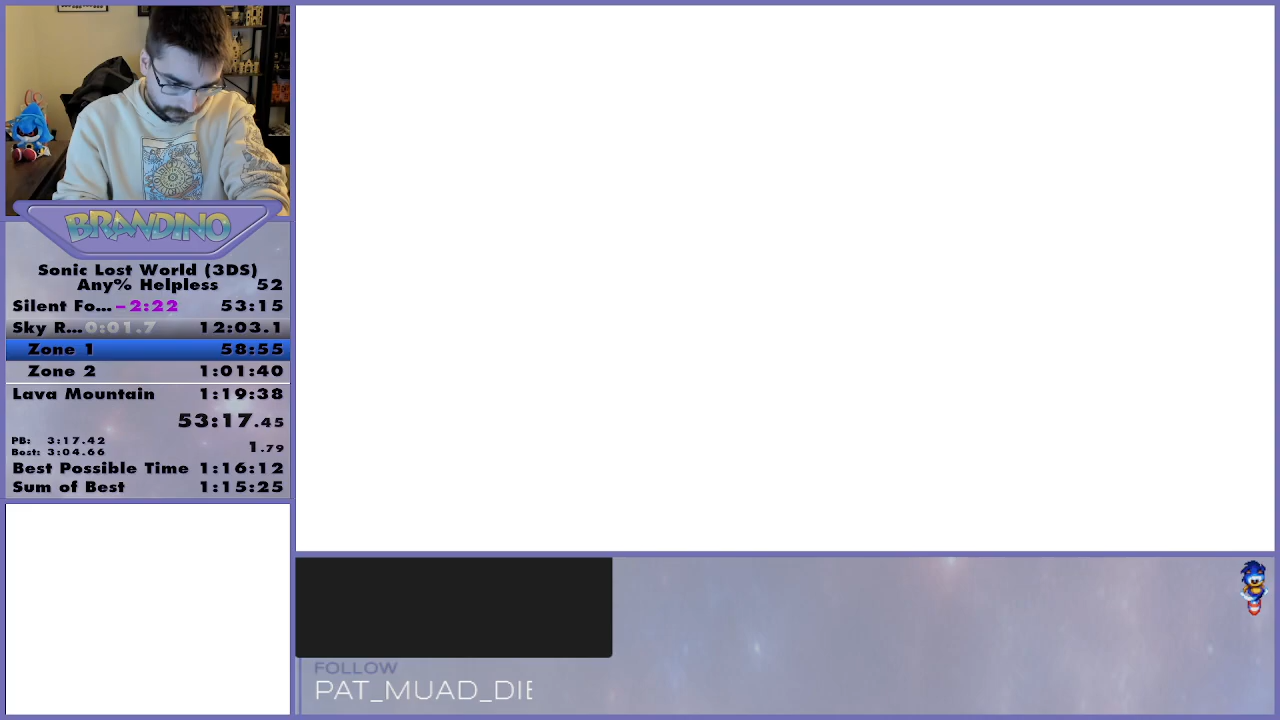 BRANDINO
Sonic Lost World (3DS)
Any% Helpless 52
Silent Fo... -2:22 53:15
Sky R... 0:01.7 12:03.1
Zone 1 58:55
Zone 2 1:01:40
Lava Mountain 1:19:38
53:17.45
PB: 3:17.42
Best: 3:04.66
1.79
Best Possible Time 1:16:12
Sum of Best 1:15:25
FOLLOW
PAT_MUAD_DIE